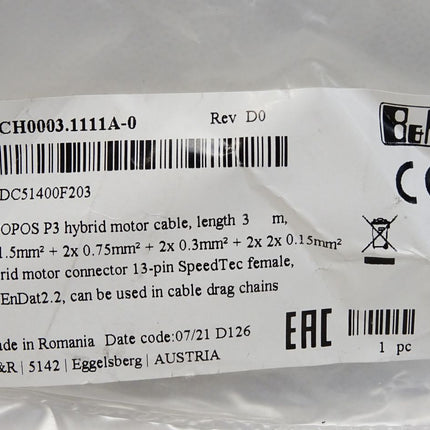 CH0003.1111A-0 Rev D0
DC51400F203
OPOS P3 hybrid motor cable, length 3 m,
1.5mm² + 2x 0.75mm² + 2x 0.3mm² + 2x 2x 0.15mm²
rid motor connector 13-pin SpeedTec female,
EnDat2.2, can be used in cable drag chains
ade in Romania Date code:07/21 D126
&R | 5142 | Eggelsberg | AUSTRIA
B&R
CE
EAC
1 pc